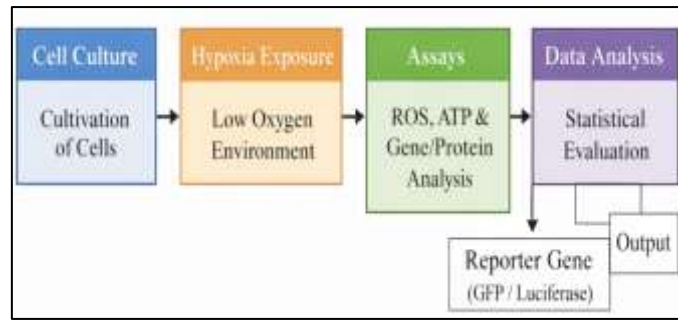 Cell Culture
Cultivation
of Cells
Hypoxia Exposure
Low Oxygen
Environment
Assays
ROS, ATP &
Gene/Protein
Analysis
Data Analysis
Statistical
Evaluation
Reporter Gene
(GFP / Luciferase)
Output